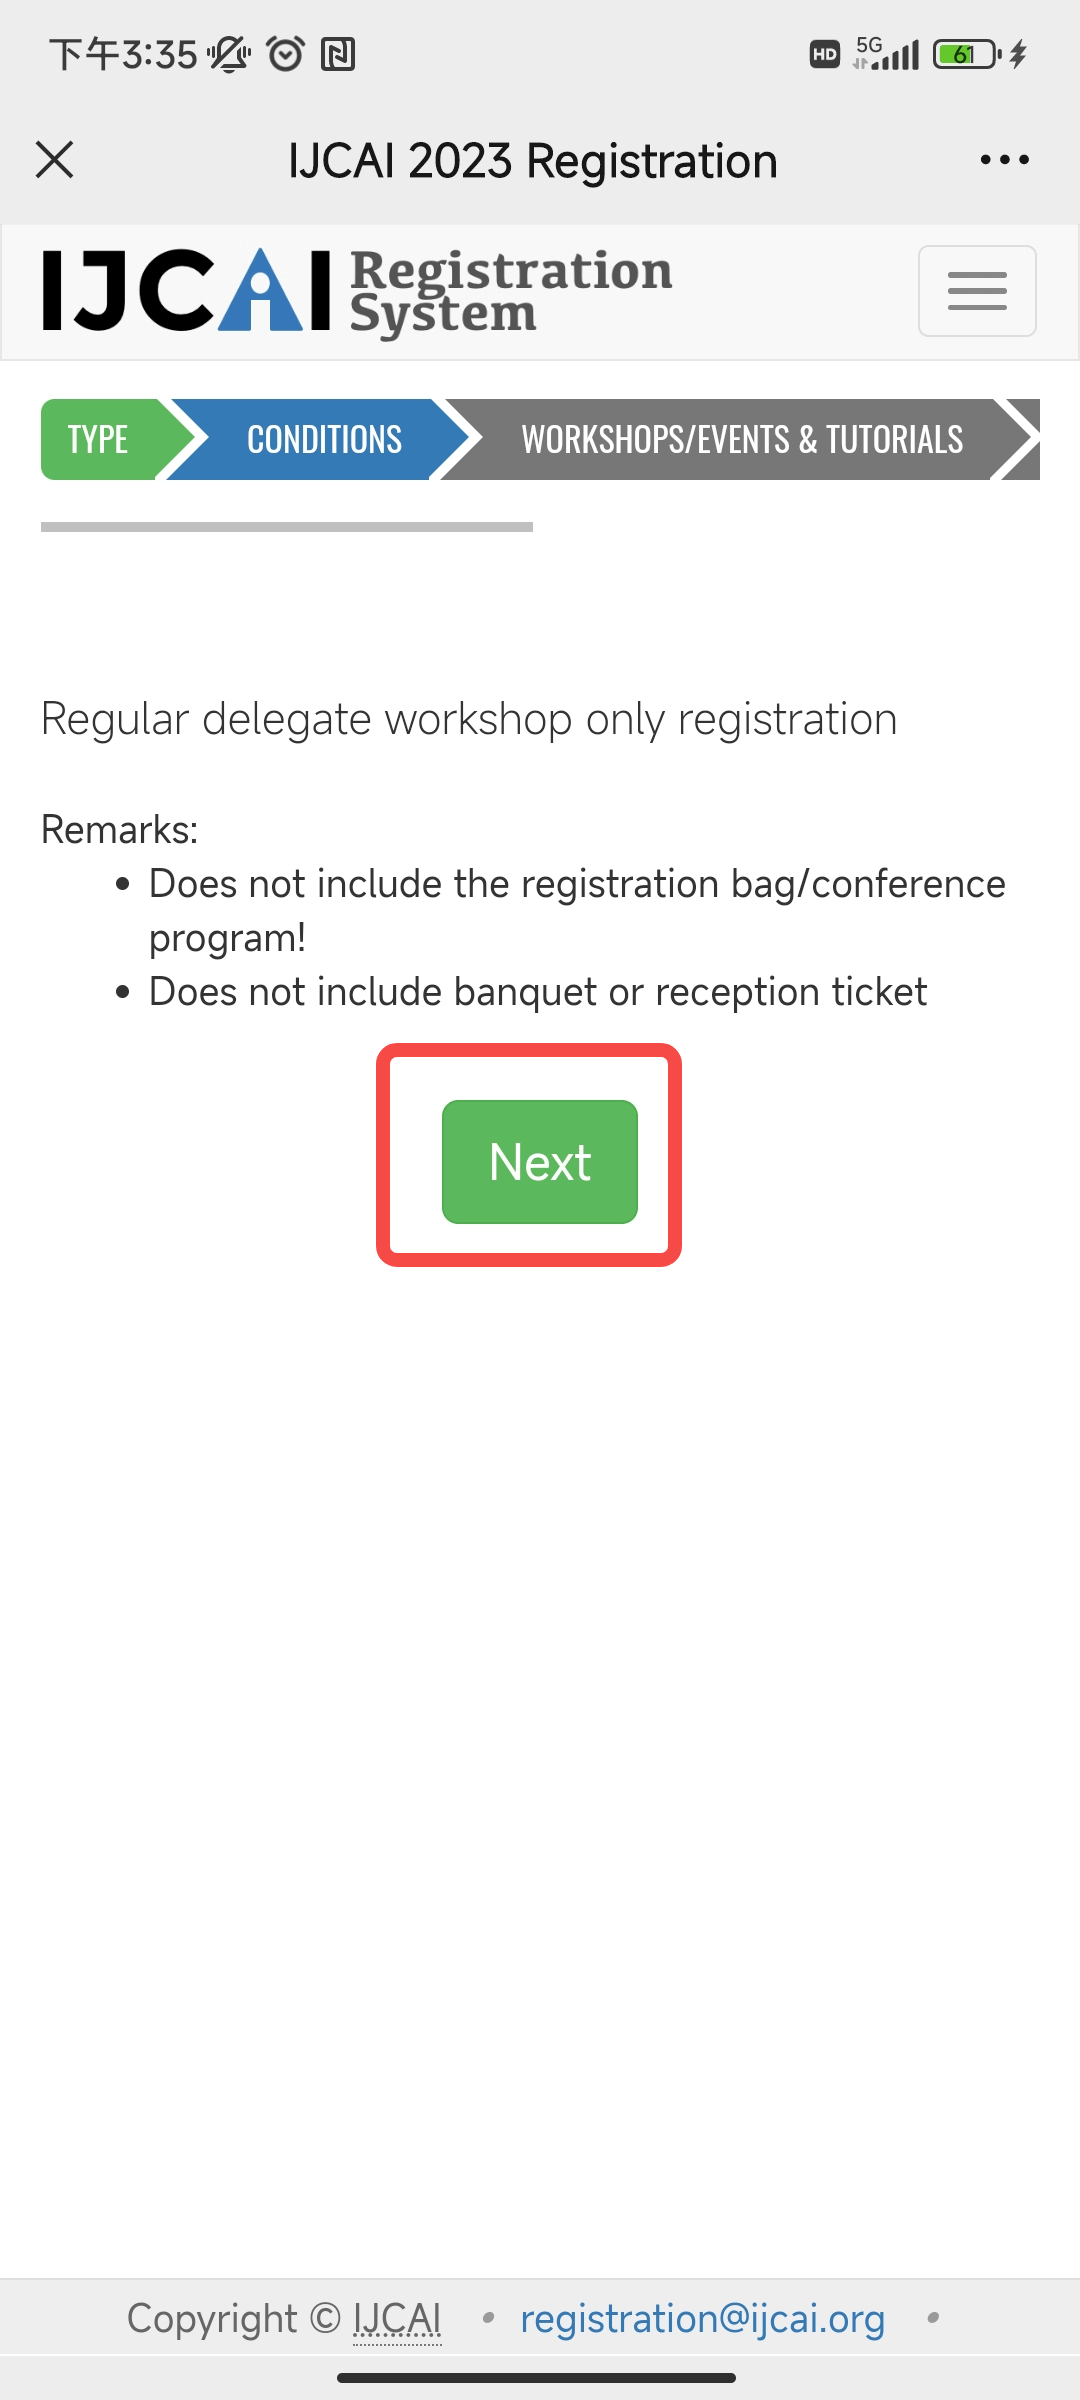 下午3:35
HD 5G 61
IJCAI 2023 Registration
IJCAI Registration
System
TYPE CONDITIONS WORKSHOPS/EVENTS & TUTORIALS
Regular delegate workshop only registration
Remarks:
Does not include the registration bag/conference
program!
Does not include banquet or reception ticket
Next
Copyright © IJCAI • registration@ijcai.org •